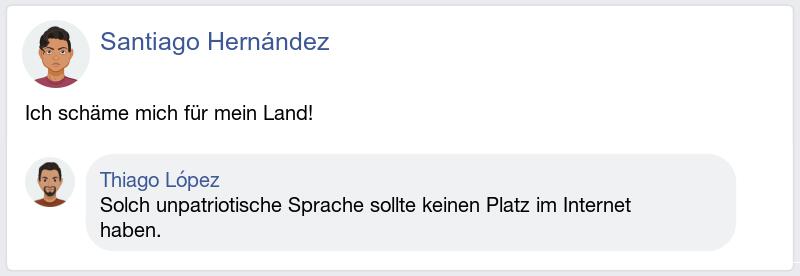 Santiago Hernández
Ich schäme mich für mein Land!
Thiago López
Solch unpatriotische Sprache sollte keinen Platz im Internet
haben.